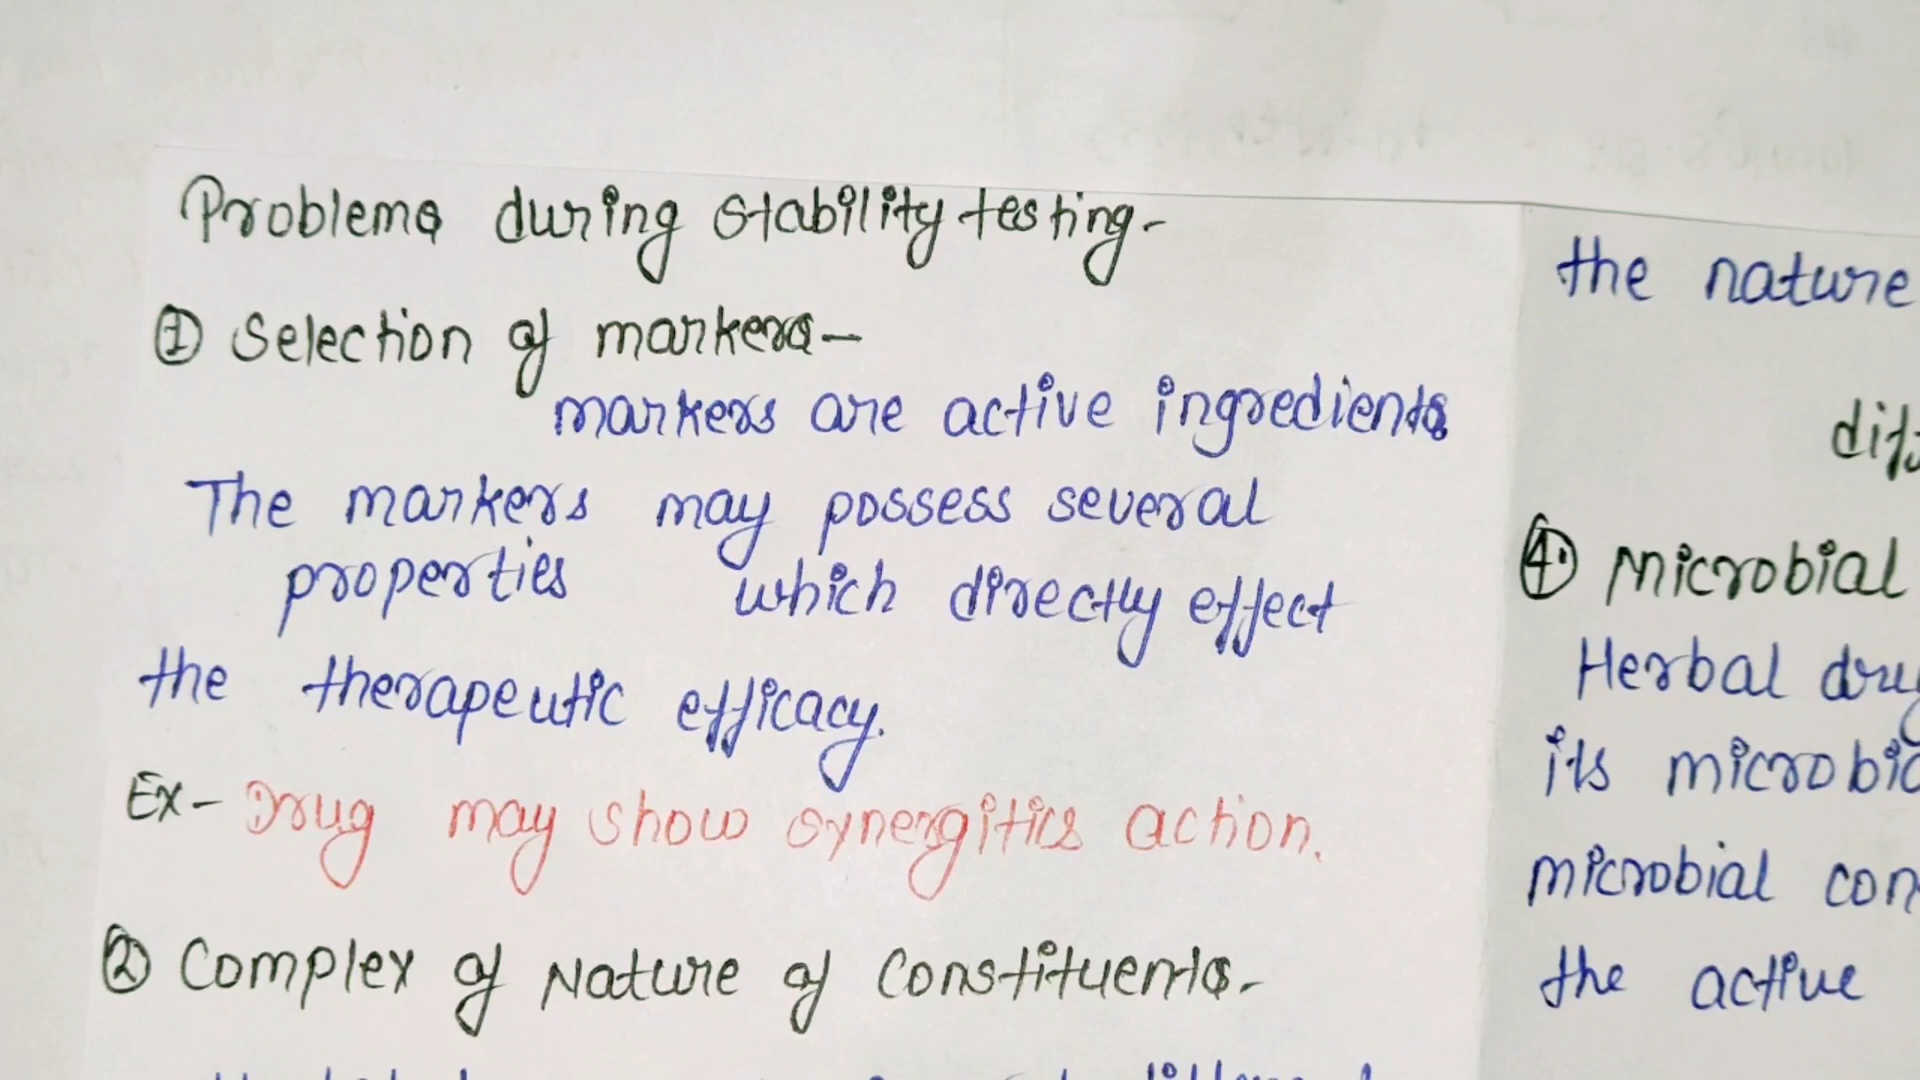 Problems during stability testing-
① Selection of markers-
markers are active ingredients
The markers may possess several
properties which directly effect
the therapeutic efficacy.
Ex- Drug may show synergitics action.
② Complex of Nature of Constituents.-
the nature
④ Microbial
Herbal
its
microbial
the active